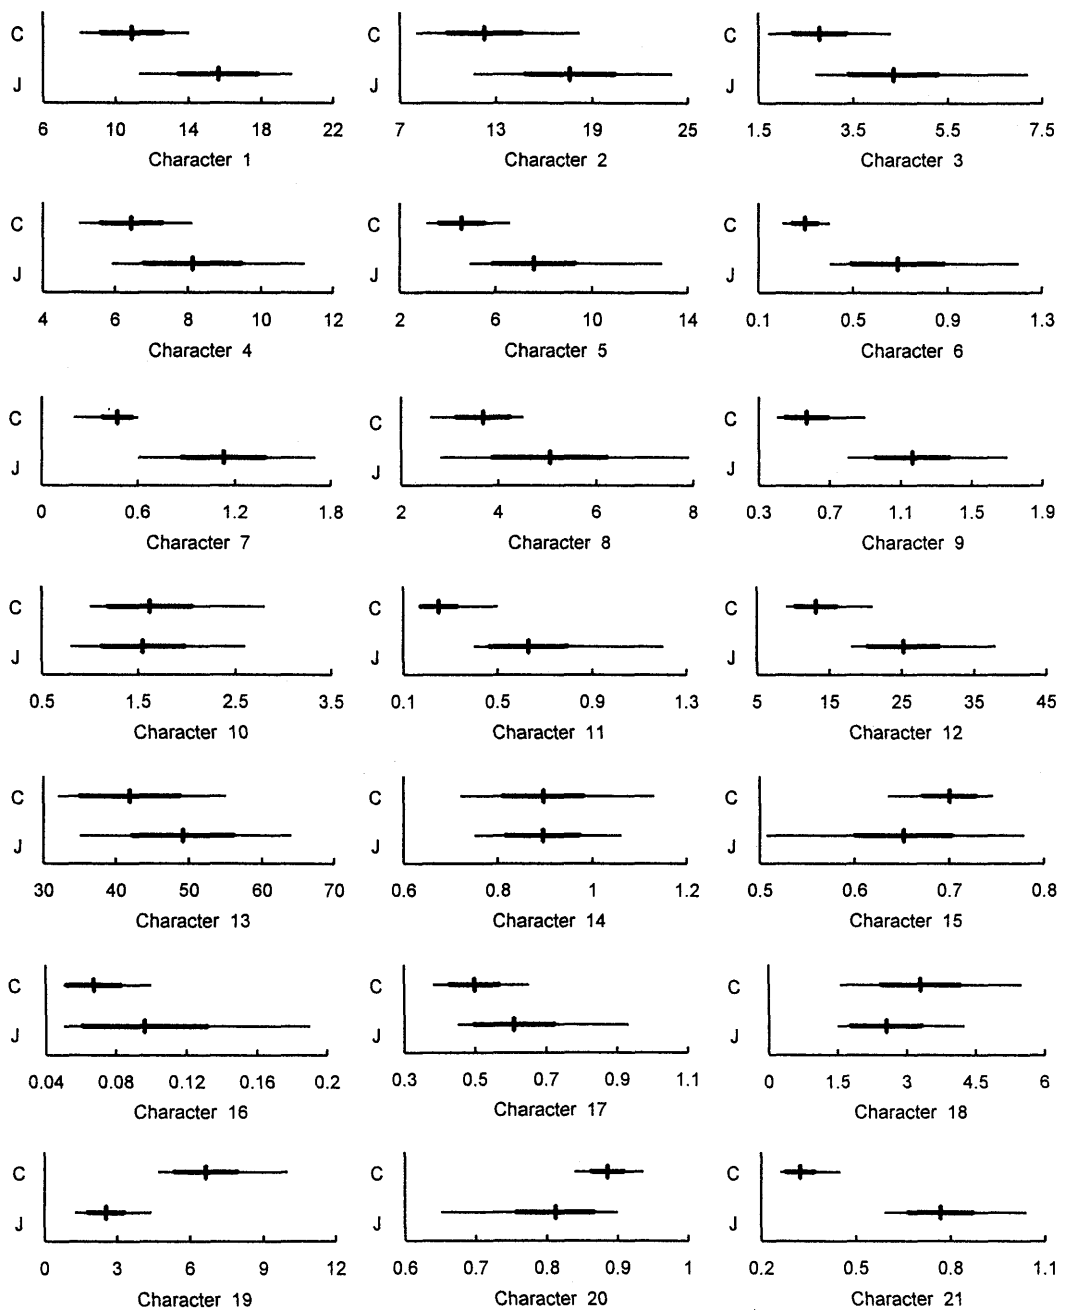 C C C
J J J
6 10 14 18 22 7 13 19 25 1.5 3.5 5.5 7.5
Character 1 Character 2 Character 3
C C C
J J J
4 6 8 10 12 2 6 10 14 0.1 0.5 0.9 1.3
Character 4 Character 5 Character 6
C C C
J J J
0 0.6 1.2 1.8 2 4 6 8 0.3 0.7 1.1 1.5 1.9
Character 7 Character 8 Character 9
C C C
J J J
0.5 1.5 2.5 3.5 0.1 0.5 0.9 1.3 5 15 25 35 45
Character 10 Character 11 Character 12
C C C
J J J
30 40 50 60 70 0.6 0.8 1 1.2 0.5 0.6 0.7 0.8
Character 13 Character 14 Character 15
C C C
J J J
0.04 0.08 0.12 0.16 0.2 0.3 0.5 0.7 0.9 1.1 0 1.5 3 4.5 6
Character 16 Character 17 Character 18
C C C
J J J
0 3 6 9 12 0.6 0.7 0.8 0.9 1 0.2 0.5 0.8 1.1
Character 19 Character 20 Character 21